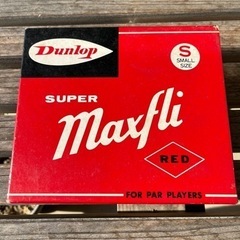 Dunlop
S
SMALL
SIZE
SUPER
Maxfli
RED
FOR PAR PLAYERS